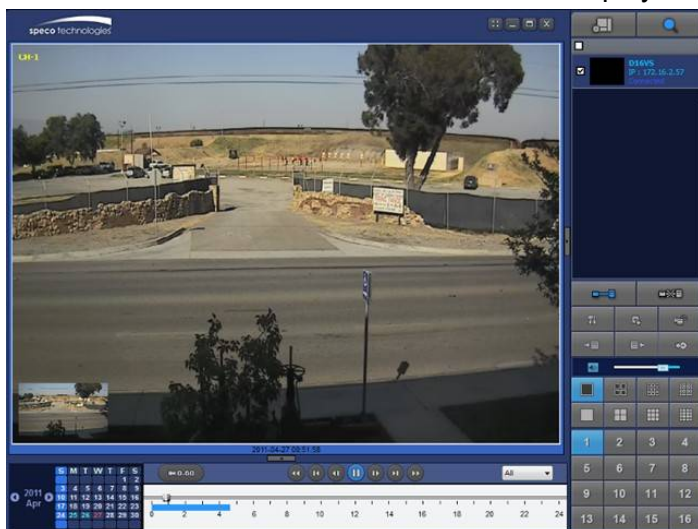 speco technologies
CH-1
D16VS
IP : 172.16.2.57
Connected
2011-04-27 09:51:58
2011
Apr
S M T W T F S
1 2
3 4 5 6 7 8 9
10 11 12 13 14 15 16
17 18 19 20 21 22 23
24 25 26 27 28 29 30
All
0 2 4 6 8 10 12 14 16 18 20 22 24
1 2 3 4
5 6 7 8
9 10 11 12
13 14 15 16